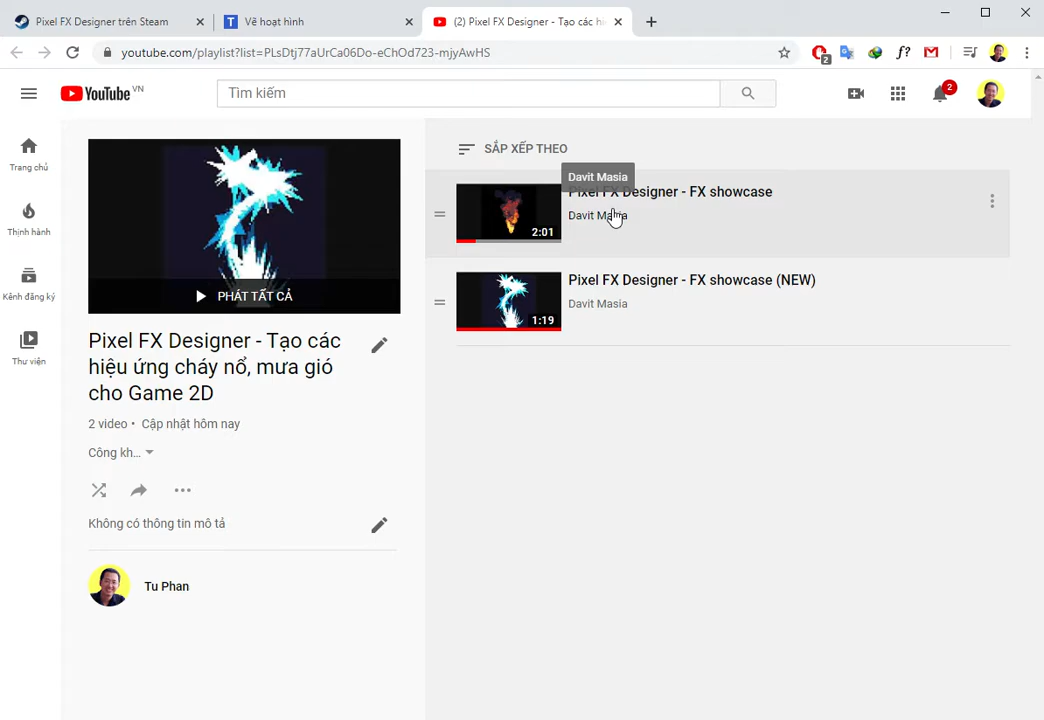 Pixel FX Designer trên Steam
Vẽ hoạt hình
(2) Pixel FX Designer - Tạo các hi
youtube.com/playlist?list=PLsDtj77aUrCa06Do-eChOd723-mjyAwHS
2
f?
YouTube VN
Tìm kiếm
2
Trang chủ
Thịnh hành
Kênh đăng ký
Thư viện
PHÁT TẤT CẢ
Pixel FX Designer - Tạo các
hiệu ứng cháy nổ, mưa gió
cho Game 2D
2 video • Cập nhật hôm nay
Công kh...
Không có thông tin mô tả
Tu Phan
SẮP XẾP THEO
Davit Masia
Pixel FX Designer - FX showcase
Davit Masia
2:01
Pixel FX Designer - FX showcase (NEW)
Davit Masia
1:19